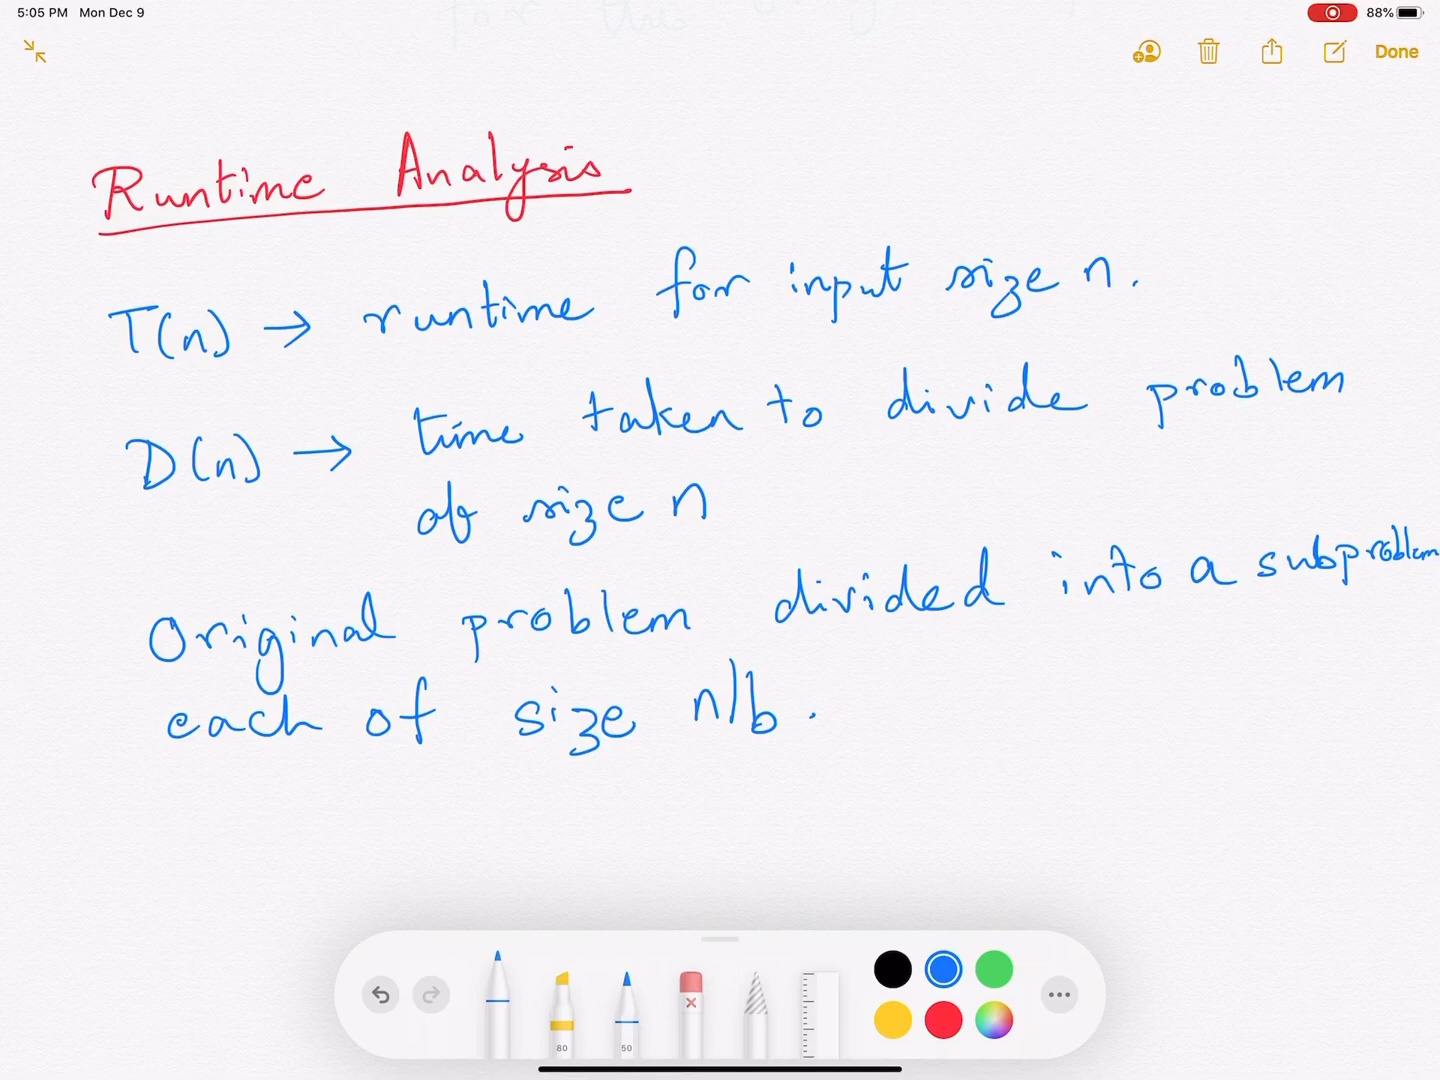 5:05 PM Mon Dec 9 88%
Done
Runtime Analysis
T(n) → runtime for input size n.
D(n) → time taken to divide problem
of size n
Original problem divided into a subproblem
each of size n/b.
80 50